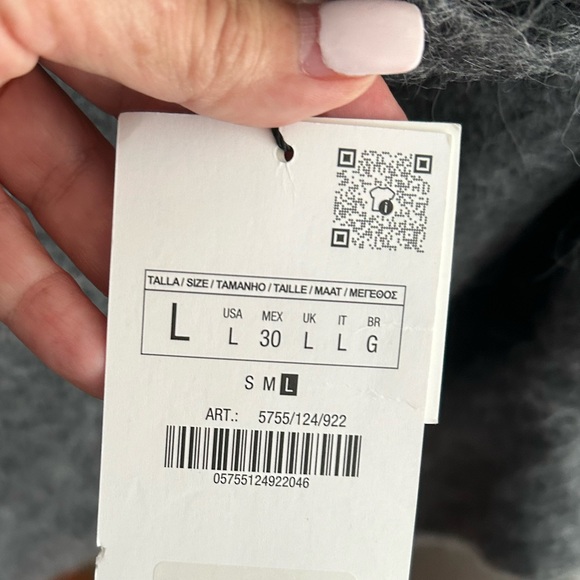 TALLA / SIZE / TAMANHO / TAILLE / MAAT / ΜΕΓΕΘΟΣ
L USA MEX UK IT BR
L 30 L L G
S M L
ART.: 5755/124/922
05755124922046